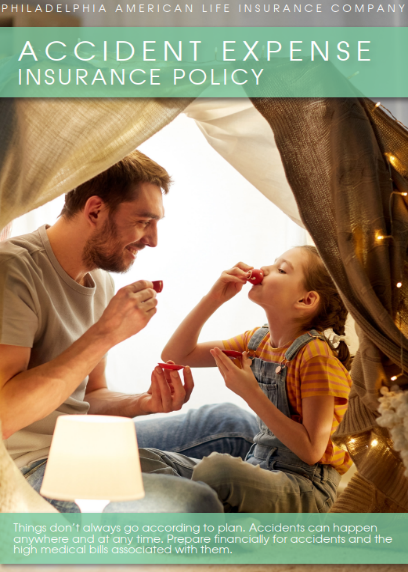 PHILADELPHIA AMERICAN LIFE INSURANCE COMPANY
ACCIDENT EXPENSE
INSURANCE POLICY
Things don't always go according to plan. Accidents can happen
anywhere and at any time. Prepare financially for accidents and the
high medical bills associated with them.